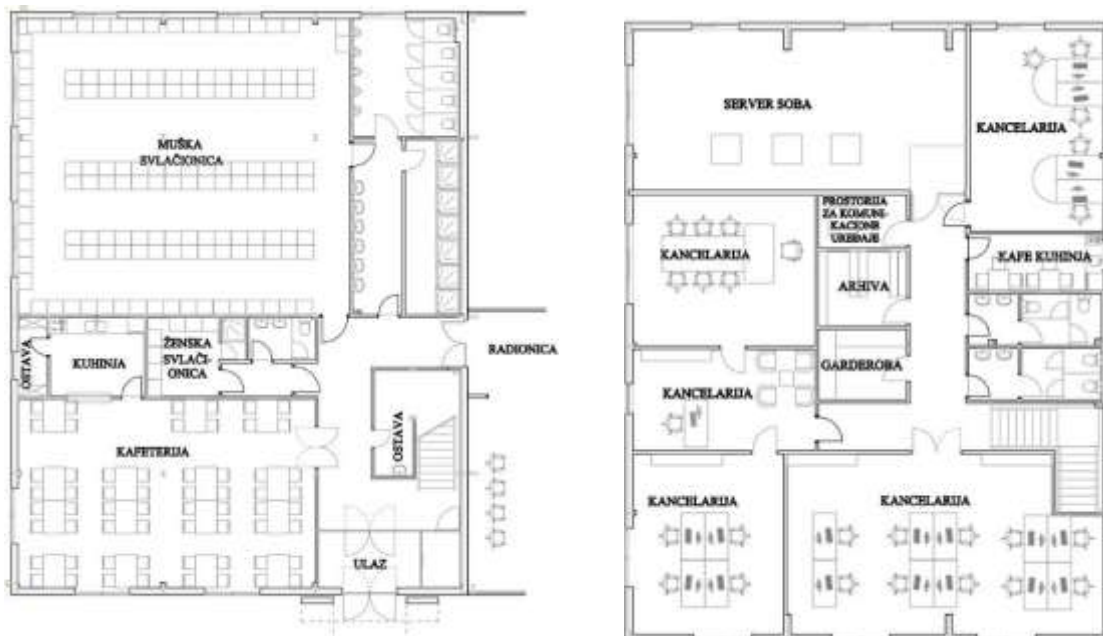 MUŠKA
SVLAČIONICA
OSTAVA
KUHINJA
ŽENSKA
SVLAČI-
ONICA
RADIONICA
KAFETERIJA
OSTAVA
ULAZ
SERVER SOBA
KANCELARIJA
PROSTORIJA
ZA KOMUNI-
KACIONE
UREĐAJE
KANCELARIJA
KAFE KUHINJA
ARHIVA
GARDEROBA
KANCELARIJA
KANCELARIJA
KANCELARIJA